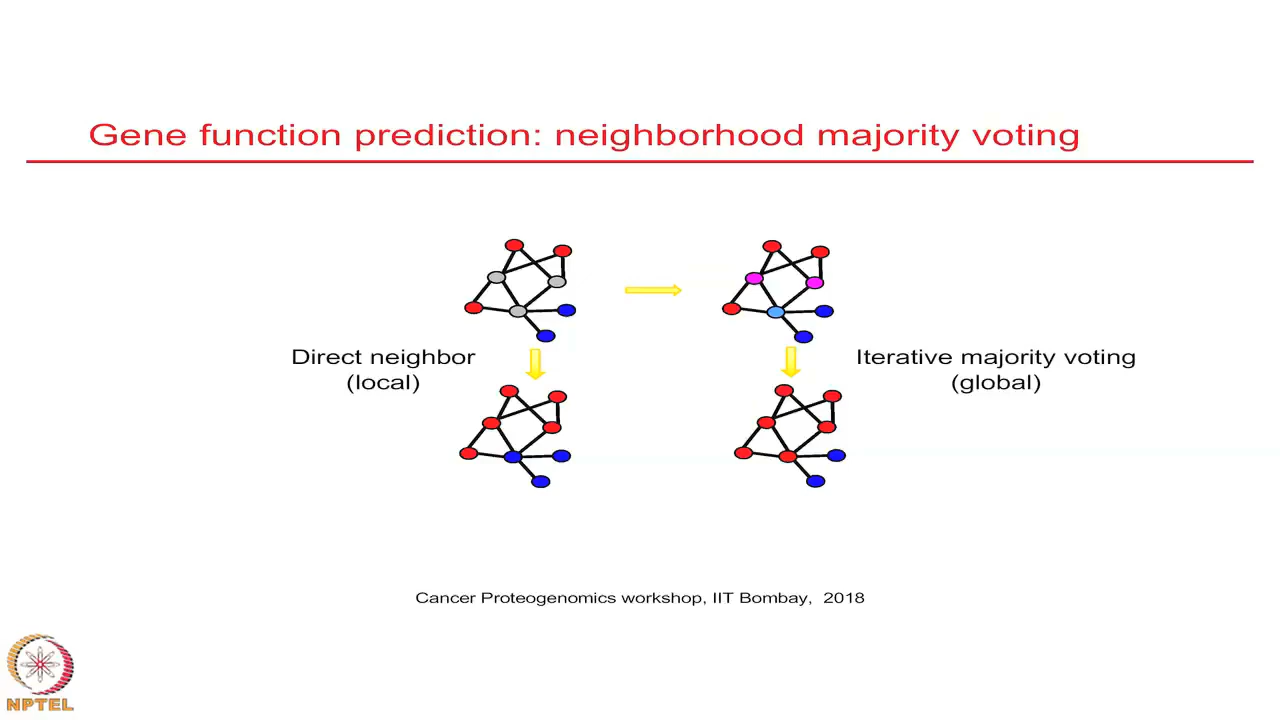 Gene function prediction: neighborhood majority voting
Direct neighbor
(local)
Iterative majority voting
(global)
Cancer Proteogenomics workshop, IIT Bombay, 2018
NPTEL